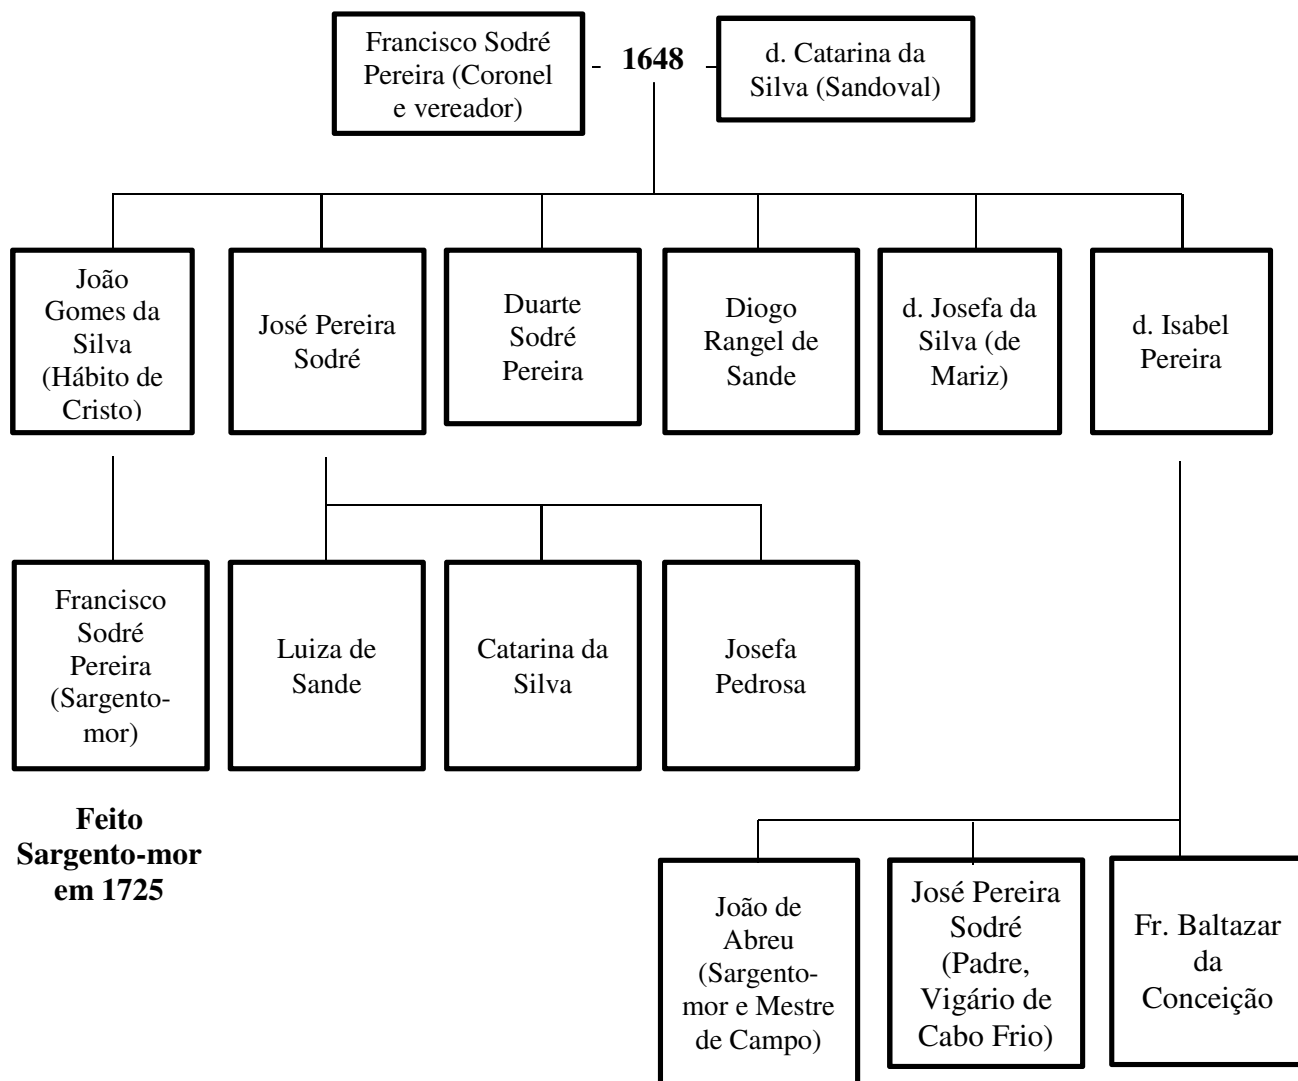 Francisco Sodré
Pereira (Coronel
e vereador)
- 1648 -
d. Catarina da
Silva (Sandoval)
João
Gomes da
Silva
(Hábito de
Cristo)
José Pereira
Sodré
Duarte
Sodré
Pereira
Diogo
Rangel de
Sande
d. Josefa da
Silva (de
Mariz)
d. Isabel
Pereira
Francisco
Sodré
Pereira
(Sargento-
mor)
Luiza de
Sande
Catarina da
Silva
Josefa
Pedrosa
Feito
Sargento-mor
em 1725
João de
Abreu
(Sargento-
mor e Mestre
de Campo)
José Pereira
Sodré
(Padre,
Vigário de
Cabo Frio)
Fr. Baltazar
da
Conceição